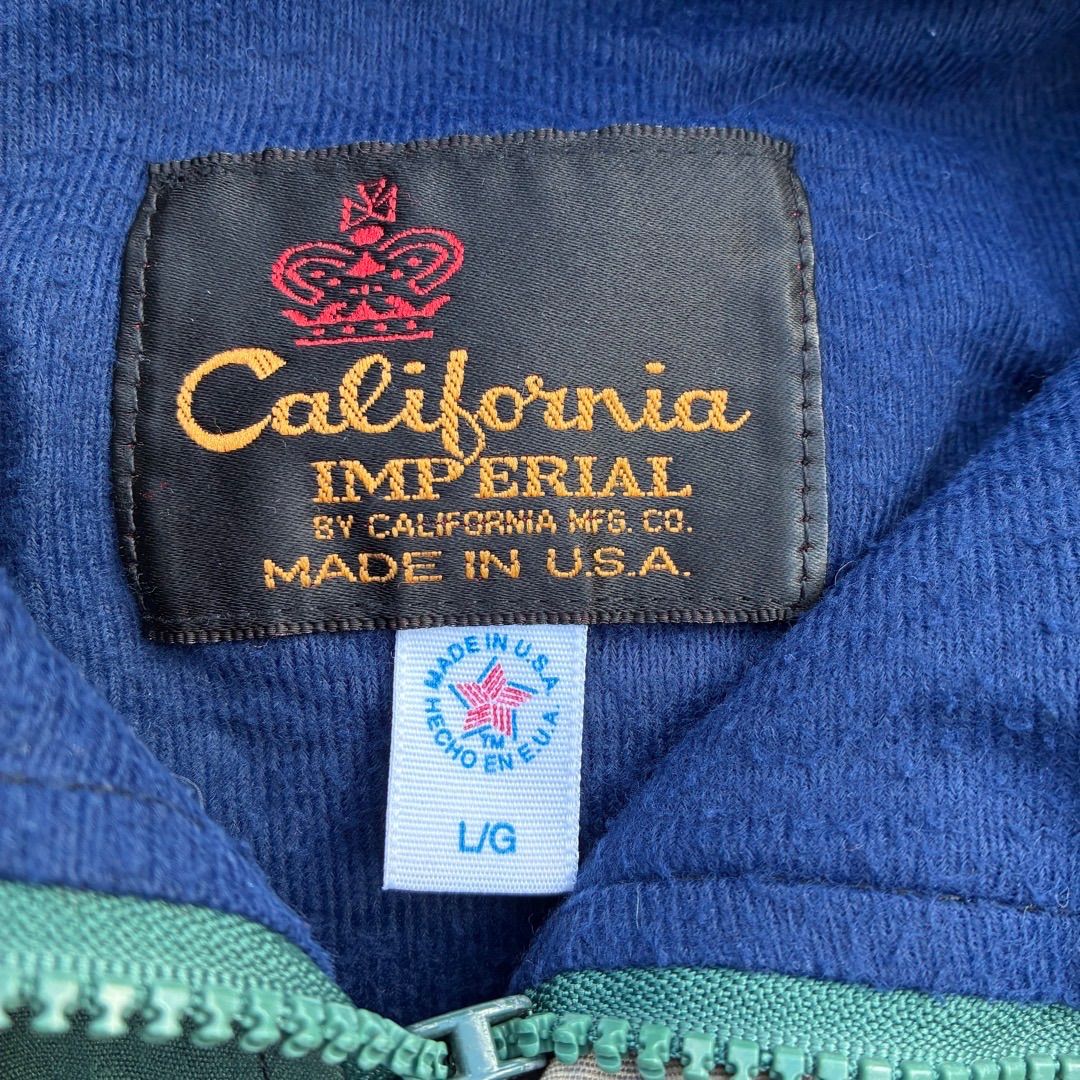 California
IMPERIAL
BY CALIFORNIA MFG. CO.
MADE IN U.S.A.
MADE IN U.S.A
HECHO EN E.U.A
TM
L/G